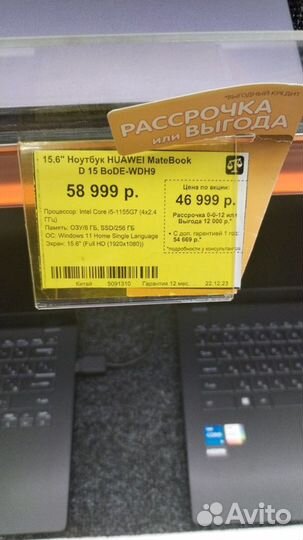 "ВЫГОДНЫЙ КРЕДИТ"
РАССРОЧКА
или ВЫГОДА
15.6" Ноутбук HUAWEI MateBook
D 15 BoDE-WDH9
58 999 р.
Процессор: Intel Core i5-1155G7 (4x2.4
ГГц)
Память: ОЗУ/8 ГБ, SSD/256 ГБ
ОС: Windows 11 Home Single Language
Экран: 15.6" (Full HD (1920x1080))
Цена по акции:
46 999 р.
Рассрочка 0-0-12 или
Выгода 12 000 р.*
• С доп. гарантией 1 год:
54 669 р.*
*подробности у консультантов
Китай 5091310 Гарантия 12 мес. 22.12.23
Avito